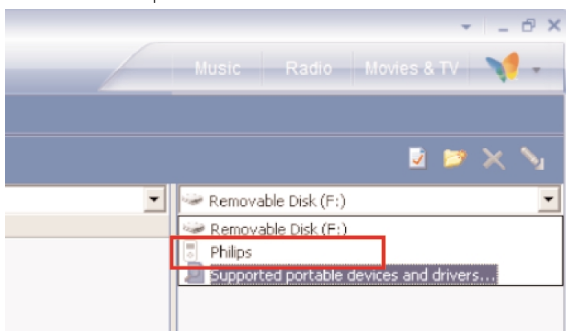 Music Radio Movies & TV
Removable Disk (F:)
Removable Disk (F:)
Philips
Supported portable devices and drivers...